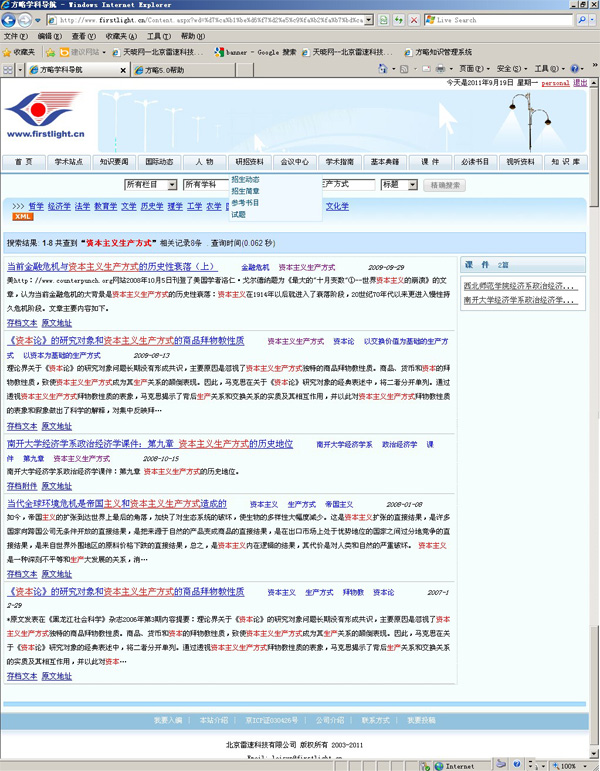 方略学科导航 - Windows Internet Explorer
Live Search
文件(F) 编辑(E) 查看(V) 收藏夹(A) 工具(T) 帮助(H)
收藏夹 建议网站 天晓网--北京雷速科技... banner - Google 搜索 天晓网--北京雷速科技... 方略知识管理系统
方略学科导航 方略5.0帮助 页面(P) 安全(S) 工具(O)
今天是2011年9月19日 星期一 personal 退出
www.firstlight.cn
首 页 学术站点 知识要闻 国际动态 人 物 研招资料 会议中心 学术指南 基本典籍 课 件 必读书目 视听资料 知 识 库
所有栏目 所有学科 生产方式 标题 精确搜索
招生动态
招生简章
参考书目
试题
>>> 哲学 经济学 法学 教育学 文学 历史学 理学 工学 农学 文化学
XML
搜索结果: 1-8 共查到“资本主义生产方式”相关记录8条 . 查询时间(0.062 秒)
当前金融危机与资本主义生产方式的历史性衰落（上） 金融危机 资本主义生产方式 2009-09-29
美http://www.counterpunch.org网站2008年10月5日刊登了美国学者洛仁·戈尔德纳题为《最大的“十月变数”①--世界资本主义的崩溃》的文
章，认为当前金融危机的大背景是资本主义生产方式的历史性衰落：资本主义在1914年以后就进入了衰落阶段，20世纪70年代以来更进入慢性持
久危机阶段。文章主要内容如下。
存档文本 原文地址
《资本论》的研究对象和资本主义生产方式的商品拜物教性质 资本主义生产方式 资本论 以交换价值为基础的生产方
式 以资本为基础的生产方式 2009-08-13
理论界关于《资本论》的研究对象问题长期没有形成共识，主要原因是忽视了资本主义生产方式独特的商品拜物教性质。商品、货币和资本的拜
物教性质，致使资本主义生产方式成为其生产关系的颠倒表现。因此，马克思在关于《资本论》研究对象的经典表述中，将二者分开单列。通过
透视资本主义生产方式拜物教性质的表象，马克思揭示了背后生产关系和交换关系的实质及其相互作用，并以此对资本主义生产方式拜物教性质
的表象和假象做出了科学的解释，对集中反映拜…
存档文本 原文地址
南开大学经济学系政治经济学课件：第九章 资本主义生产方式的历史地位 南开大学经济学系 政治经济学 课
件 第九章 资本主义生产方式 2008-10-15
南开大学经济学系政治经济学课件：第九章 资本主义生产方式的历史地位。
存档附件 原文地址
当代全球环境危机是帝国主义和资本主义生产方式造成的 资本主义 生产方式 帝国主义 2008-01-08
如今，帝国主义的扩张到达世界上最后的角落，加快了对生态系统的破坏，使生物的多样性大幅度减少。这是资本主义扩张的直接结果，是许多
国家向跨国公司无条件开放的直接结果，是把来源于自然的产品变成商品的直接结果，是在出口市场上处于优势地位的国家之间过分地竞争的直
接结果，是来自世界外围地区的原料价格下跌的直接结果，总之，是资本主义内在逻辑的结果，其代价是对人类和自然的严重破坏。 资本主义
是一种深刻不平等和生产大发展的关系，消…
存档文本 原文地址
《资本论》的研究对象和资本主义生产方式的商品拜物教性质 资本主义 生产方式 拜物教 资本论 2007-1
2-29
*原文发表在《黑龙江社会科学》杂志2006年第3期内容提要：理论界关于《资本论》的研究对象问题长期没有形成共识，主要原因是忽视了资本
主义生产方式独特的商品拜物教性质。商品、货币和资本的拜物教性质，致使资本主义生产方式成为其生产关系的颠倒表现。因此，马克思在关
于《资本论》研究对象的经典表述中，将二者分开单列。通过透视资本主义生产方式拜物教性质的表象，马克思揭示了背后生产关系和交换关系
的实质及其相互作用，并以此对资本…
存档文本 原文地址
课 件 2篇
西北师范学院经济系政治经济...
南开大学经济学系政治经济学...
我要入编 | 本站介绍 | 京ICP证030426号 | 公司介绍 | 联系方式 | 我要投稿
北京雷速科技有限公司 版权所有 2003-2011
Internet 100%